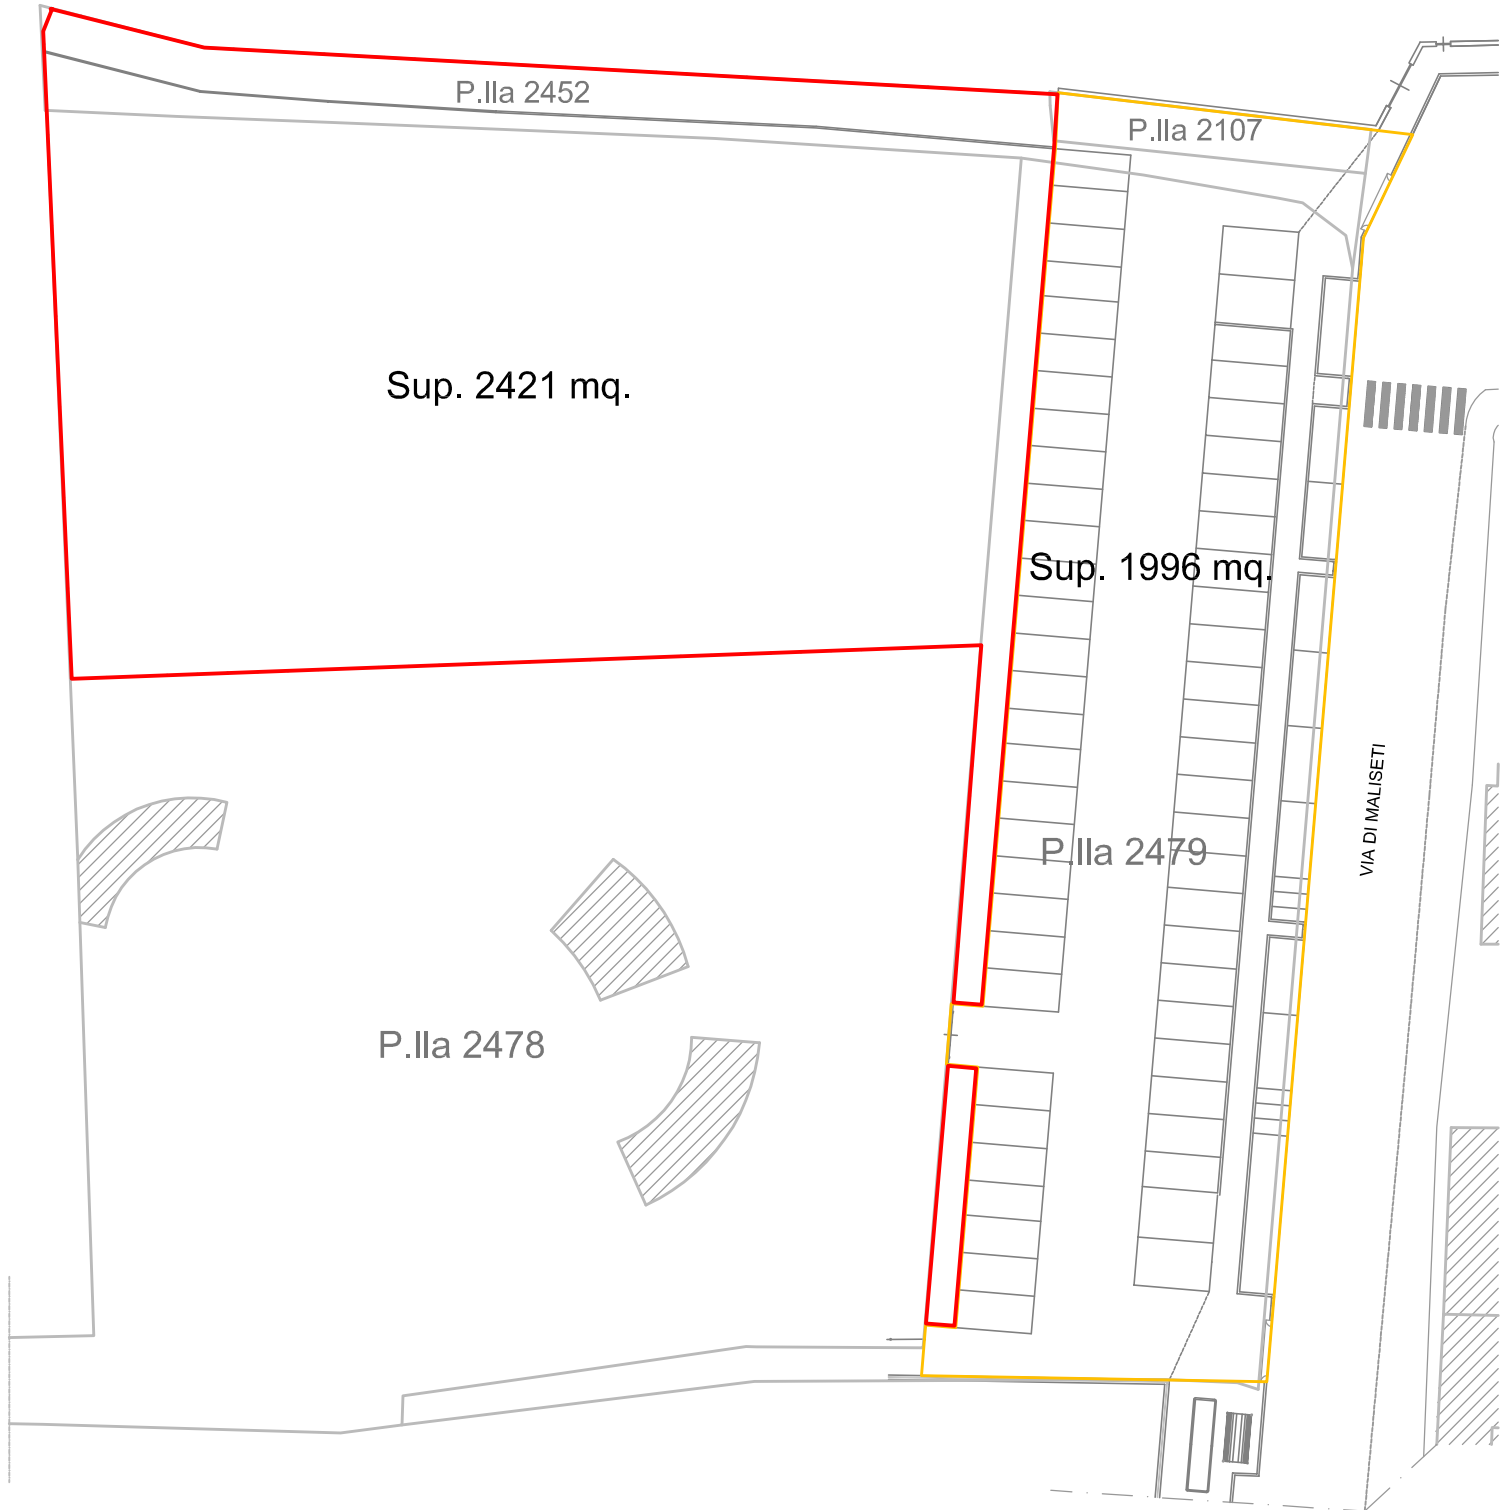 P.lla 2452
P.lla 2107
Sup. 2421 mq.
Sup. 1996 mq.
VIA DI MALISETI
P.lla 2479
P.lla 2478